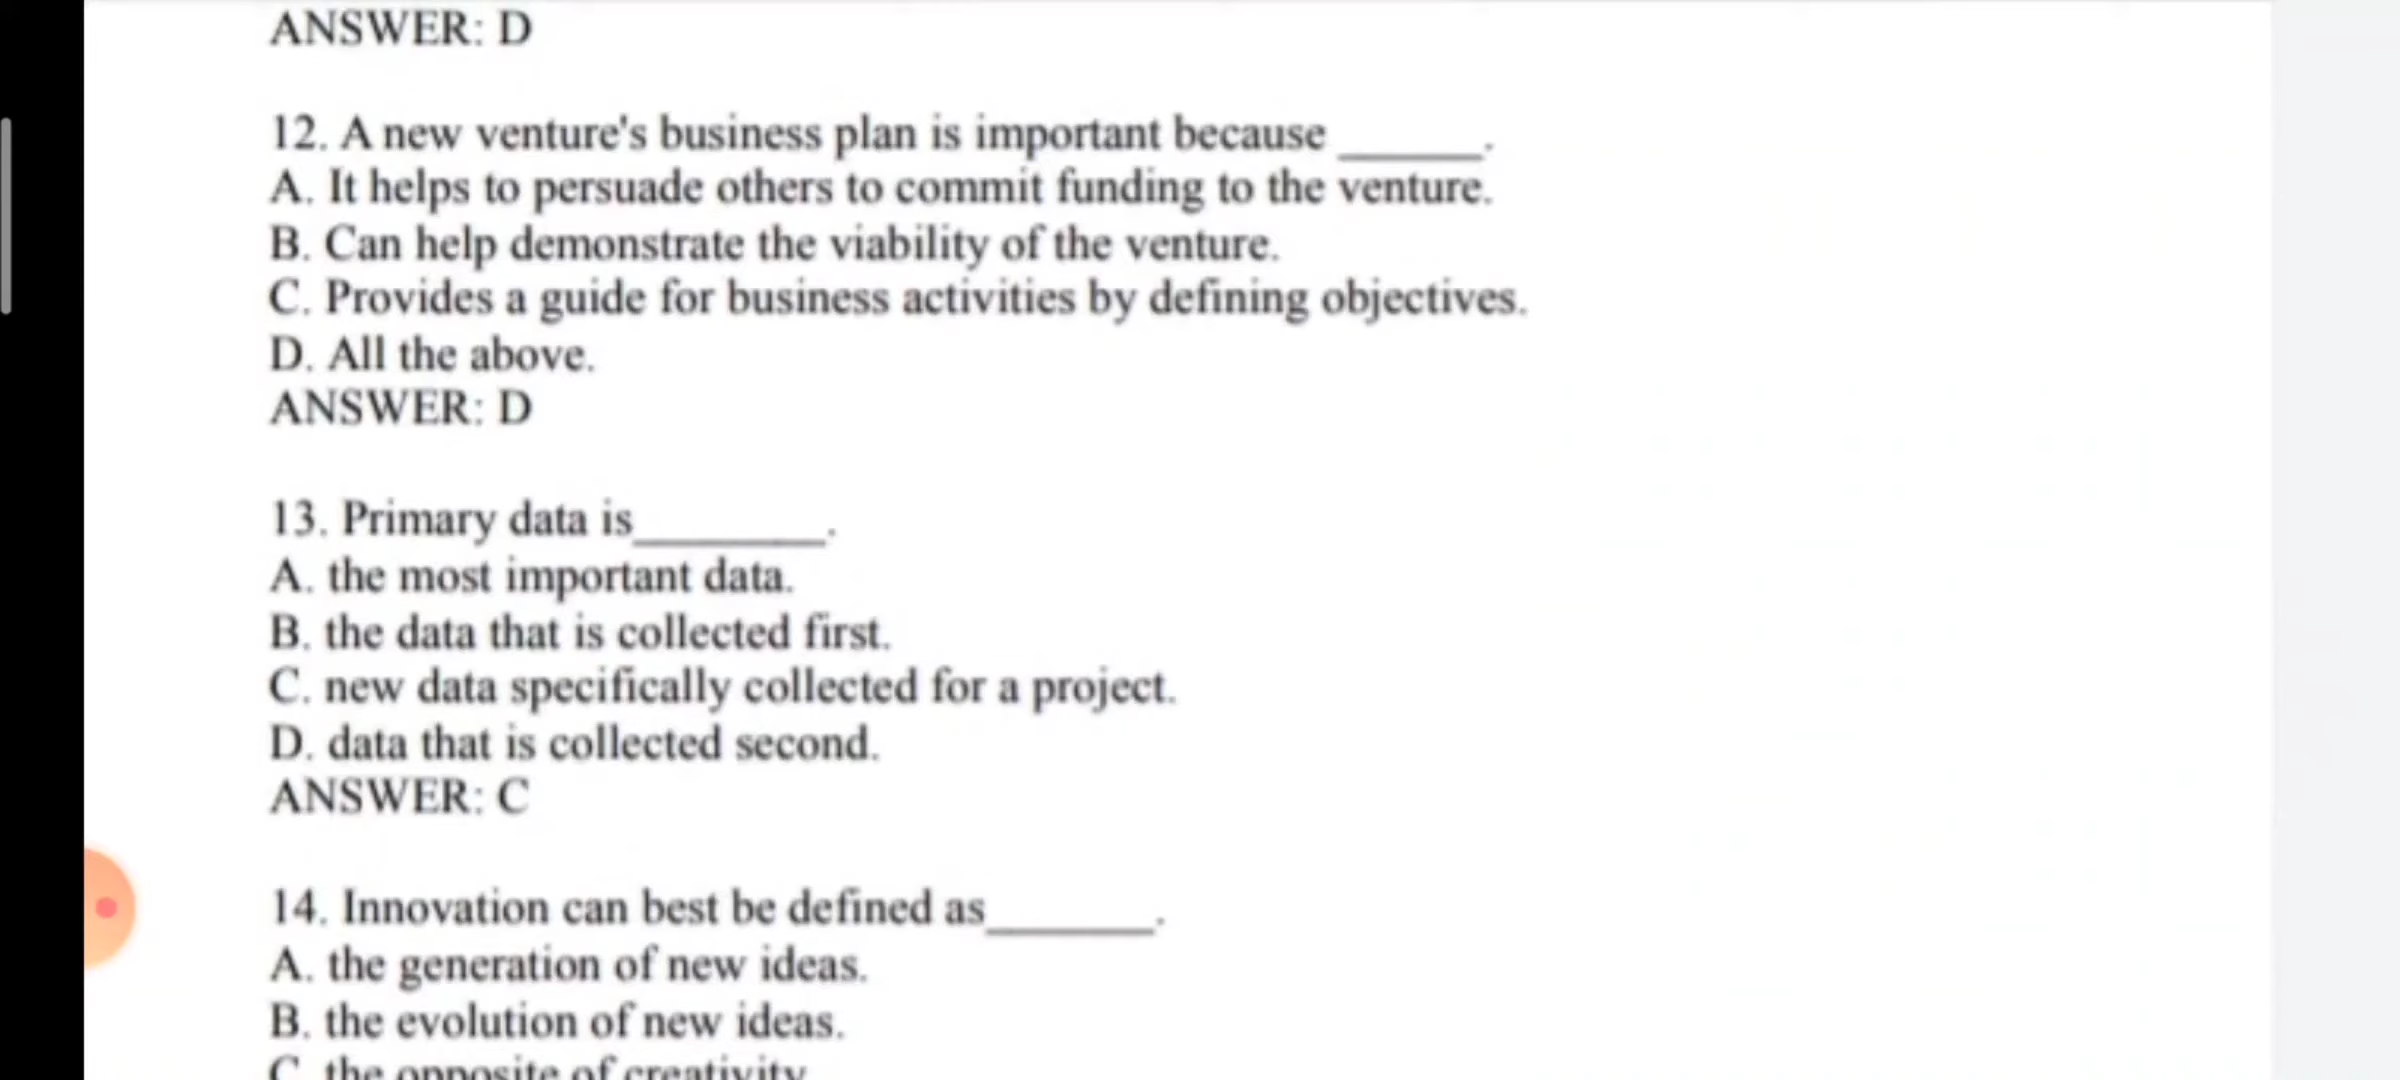 ANSWER: D
12. A new venture's business plan is important because ______.
A. It helps to persuade others to commit funding to the venture.
B. Can help demonstrate the viability of the venture.
C. Provides a guide for business activities by defining objectives.
D. All the above.
ANSWER: D
13. Primary data is________.
A. the most important data.
B. the data that is collected first.
C. new data specifically collected for a project.
D. data that is collected second.
ANSWER: C
14. Innovation can best be defined as_______.
A. the generation of new ideas.
B. the evolution of new ideas.
C. the opposite of creativity